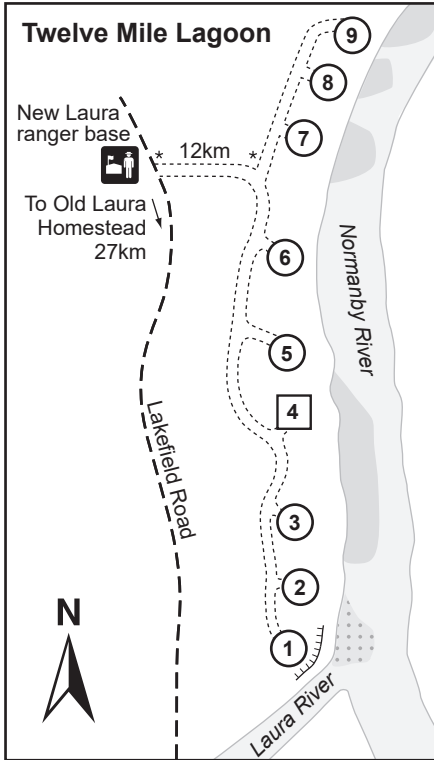 Twelve Mile Lagoon
9
8
New Laura
ranger base
* 12km *
7
To Old Laura
Homestead
27km
6
Normanby River
5
4
Lakefield Road
3
2
N
1
Laura River